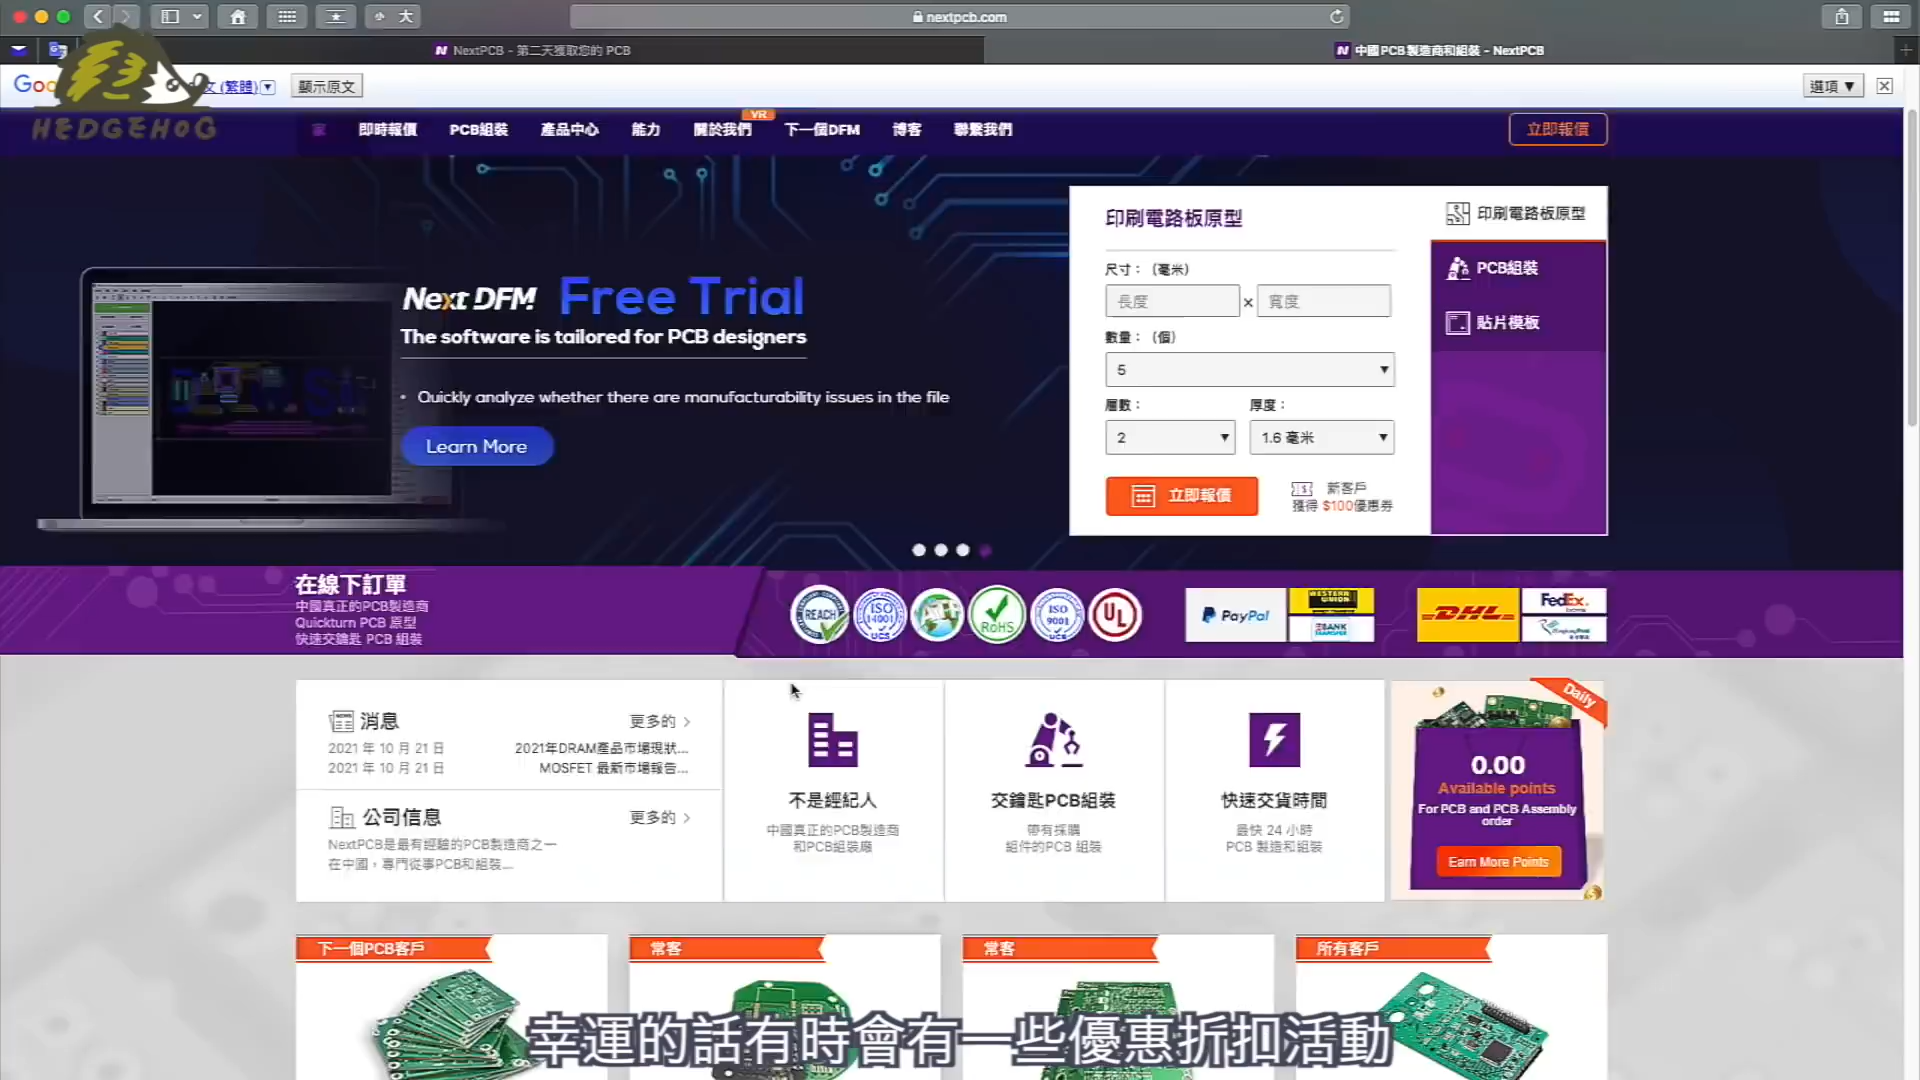 nextpcb.com
NextPCB - 第二天獲取您的 PCB
中國PCB製造商和組裝 - NextPCB
文 (繁體)
顯示原文
選項 ▼
HEDGEHOG
家
即時報價
PCB組裝
產品中心
能力
關於我們
VR
下一個DFM
博客
聯繫我們
立即報價
Next DFM Free Trial
The software is tailored for PCB designers
• Quickly analyze whether there are manufacturability issues in the file
Learn More
印刷電路板原型
尺寸：（毫米）
長度 x 寬度
數量：（個）
5
層數： 厚度：
2 1.6 毫米
立即報價
新客戶
獲得 $100優惠券
印刷電路板原型
PCB組裝
貼片模板
在線下訂單
中國真正的PCB製造商
Quickturn PCB 原型
快速交鑰匙 PCB 組裝
REACH
ISO 14001 UCS
RoHS
ISO 9001 UCS
UL
PayPal
WESTERN UNION
BANK TRANSFER
DHL
FedEx
消息 更多的
2021 年 10 月 21 日 2021年DRAM產品市場現狀...
2021 年 10 月 21 日 MOSFET 最新市場報告...
公司信息 更多的
NextPCB是最有經驗的PCB製造商之一
在中國，專門從事PCB和組裝...
不是經紀人
中國真正的PCB製造商
和PCB組裝廠
交鑰匙PCB組裝
帶有採購
組件的PCB 組裝
快速交貨時間
最快 24 小時
PCB 製造和組裝
Daily
0.00
Available points
For PCB and PCB Assembly
order
Earn More Points
下一個PCB客戶
常客
常客
所有客戶
幸運的話有時會有一些優惠折扣活動